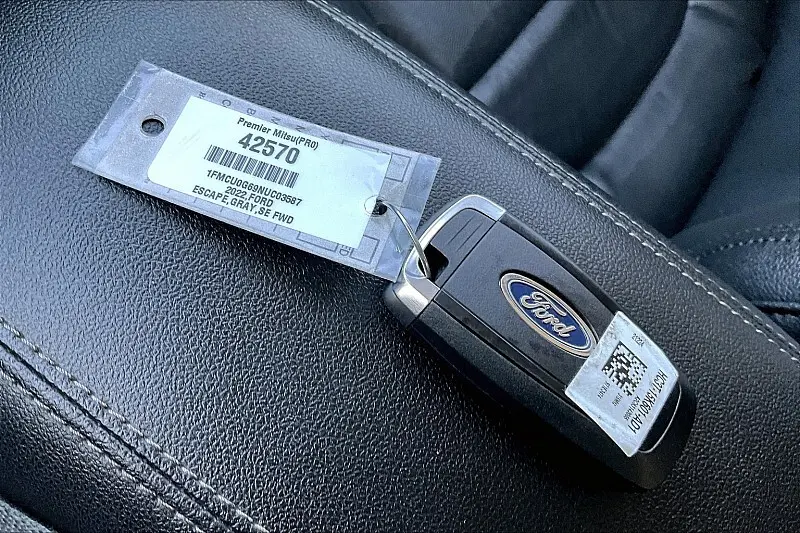 Premier Mitsu(PR0)
42570
1FMCU0G69NUC03587
2022,FORD
ESCAPE,GRAY,SE FWD
Ford